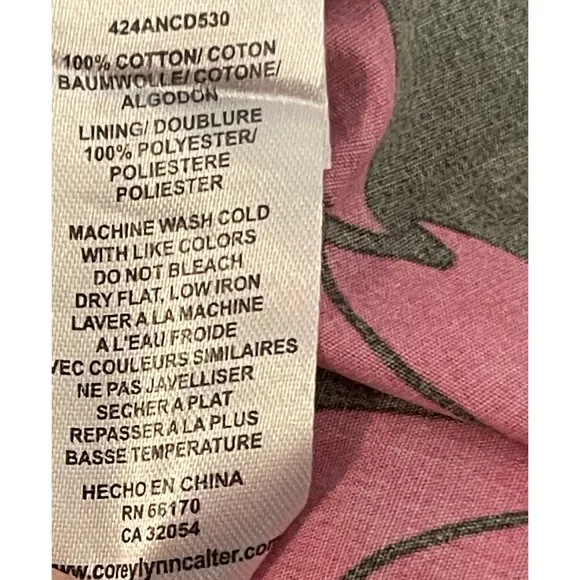 424ANCD530
100% COTTON/ COTON
BAUMWOLLE/ COTONE/
ALGODON
LINING/ DOUBLURE
100% POLYESTER/
POLIESTERE
POLIESTER
MACHINE WASH COLD
WITH LIKE COLORS
DO NOT BLEACH
DRY FLAT, LOW IRON
LAVER A LA MACHINE
A L'EAU FROIDE
VEC COULEURS SIMILAIRES
NE PAS JAVELLISER
SECHER A PLAT
REPASSER A LA PLUS
BASSE TEMPERATURE
HECHO EN CHINA
RN 66170
CA 32054
www.coreylynncalter.com